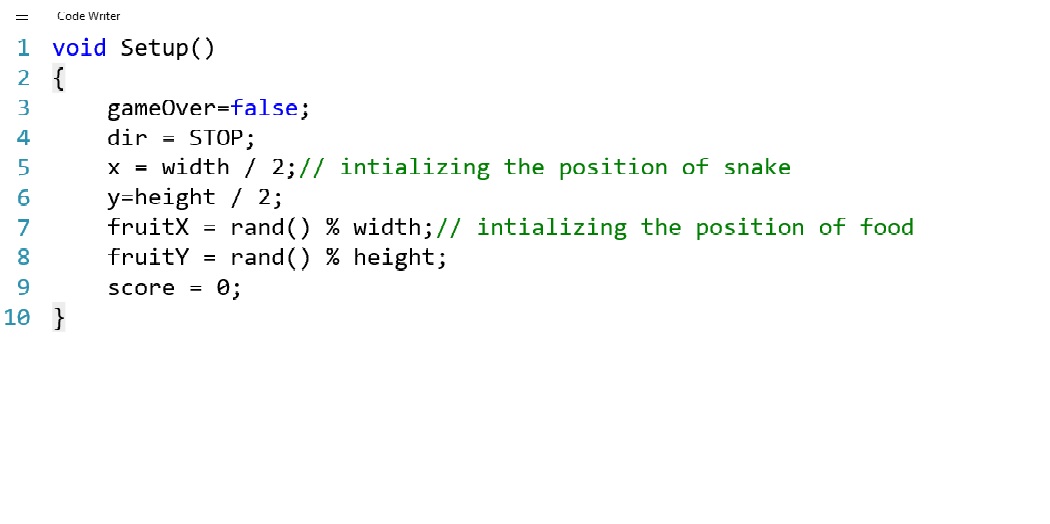 Code Writer
1 void Setup()
2 {
3     gameOver=false;
4     dir = STOP;
5     x = width / 2;// intializing the position of snake
6     y=height / 2;
7     fruitX = rand() % width;// intializing the position of food
8     fruitY = rand() % height;
9     score = 0;
10 }